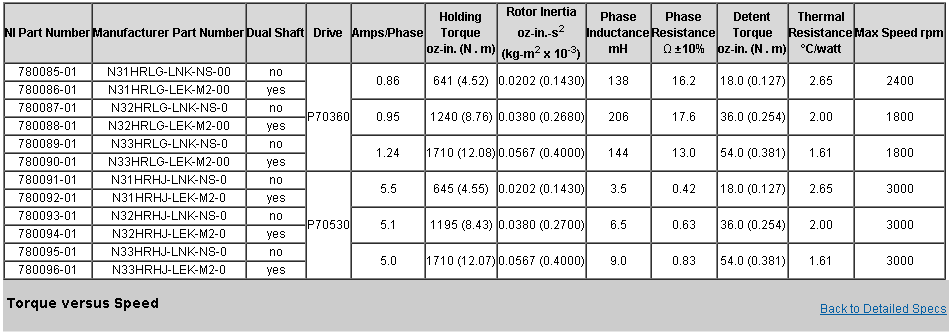 NI Part Number Manufacturer Part Number Dual Shaft Drive Amps/Phase Holding Torque oz-in. (N . m) Rotor Inertia oz-in.-s² (kg-m² x 10⁻³) Phase Inductance mH Phase Resistance Ω ±10% Detent Torque oz-in. (N . m) Thermal Resistance °C/watt Max Speed rpm
780085-01 N31HRLG-LNK-NS-00 no P70360 0.86 641 (4.52) 0.0202 (0.1430) 138 16.2 18.0 (0.127) 2.65 2400
780086-01 N31HRLG-LEK-M2-00 yes
780087-01 N32HRLG-LNK-NS-0 no 0.95 1240 (8.76) 0.0380 (0.2680) 206 17.6 36.0 (0.254) 2.00 1800
780088-01 N32HRLG-LEK-M2-00 yes
780089-01 N33HRLG-LNK-NS-0 no 1.24 1710 (12.08) 0.0567 (0.4000) 144 13.0 54.0 (0.381) 1.61 1800
780090-01 N33HRLG-LEK-M2-00 yes
780091-01 N31HRHJ-LNK-NS-0 no P70530 5.5 645 (4.55) 0.0202 (0.1430) 3.5 0.42 18.0 (0.127) 2.65 3000
780092-01 N31HRHJ-LEK-M2-0 yes
780093-01 N32HRHJ-LNK-NS-0 no 5.1 1195 (8.43) 0.0380 (0.2700) 6.5 0.63 36.0 (0.254) 2.00 3000
780094-01 N32HRHJ-LEK-M2-0 yes
780095-01 N33HRHJ-LNK-NS-0 no 5.0 1710 (12.07) 0.0567 (0.4000) 9.0 0.83 54.0 (0.381) 1.61 3000
780096-01 N33HRHJ-LEK-M2-0 yes
Torque versus Speed
Back to Detailed Specs